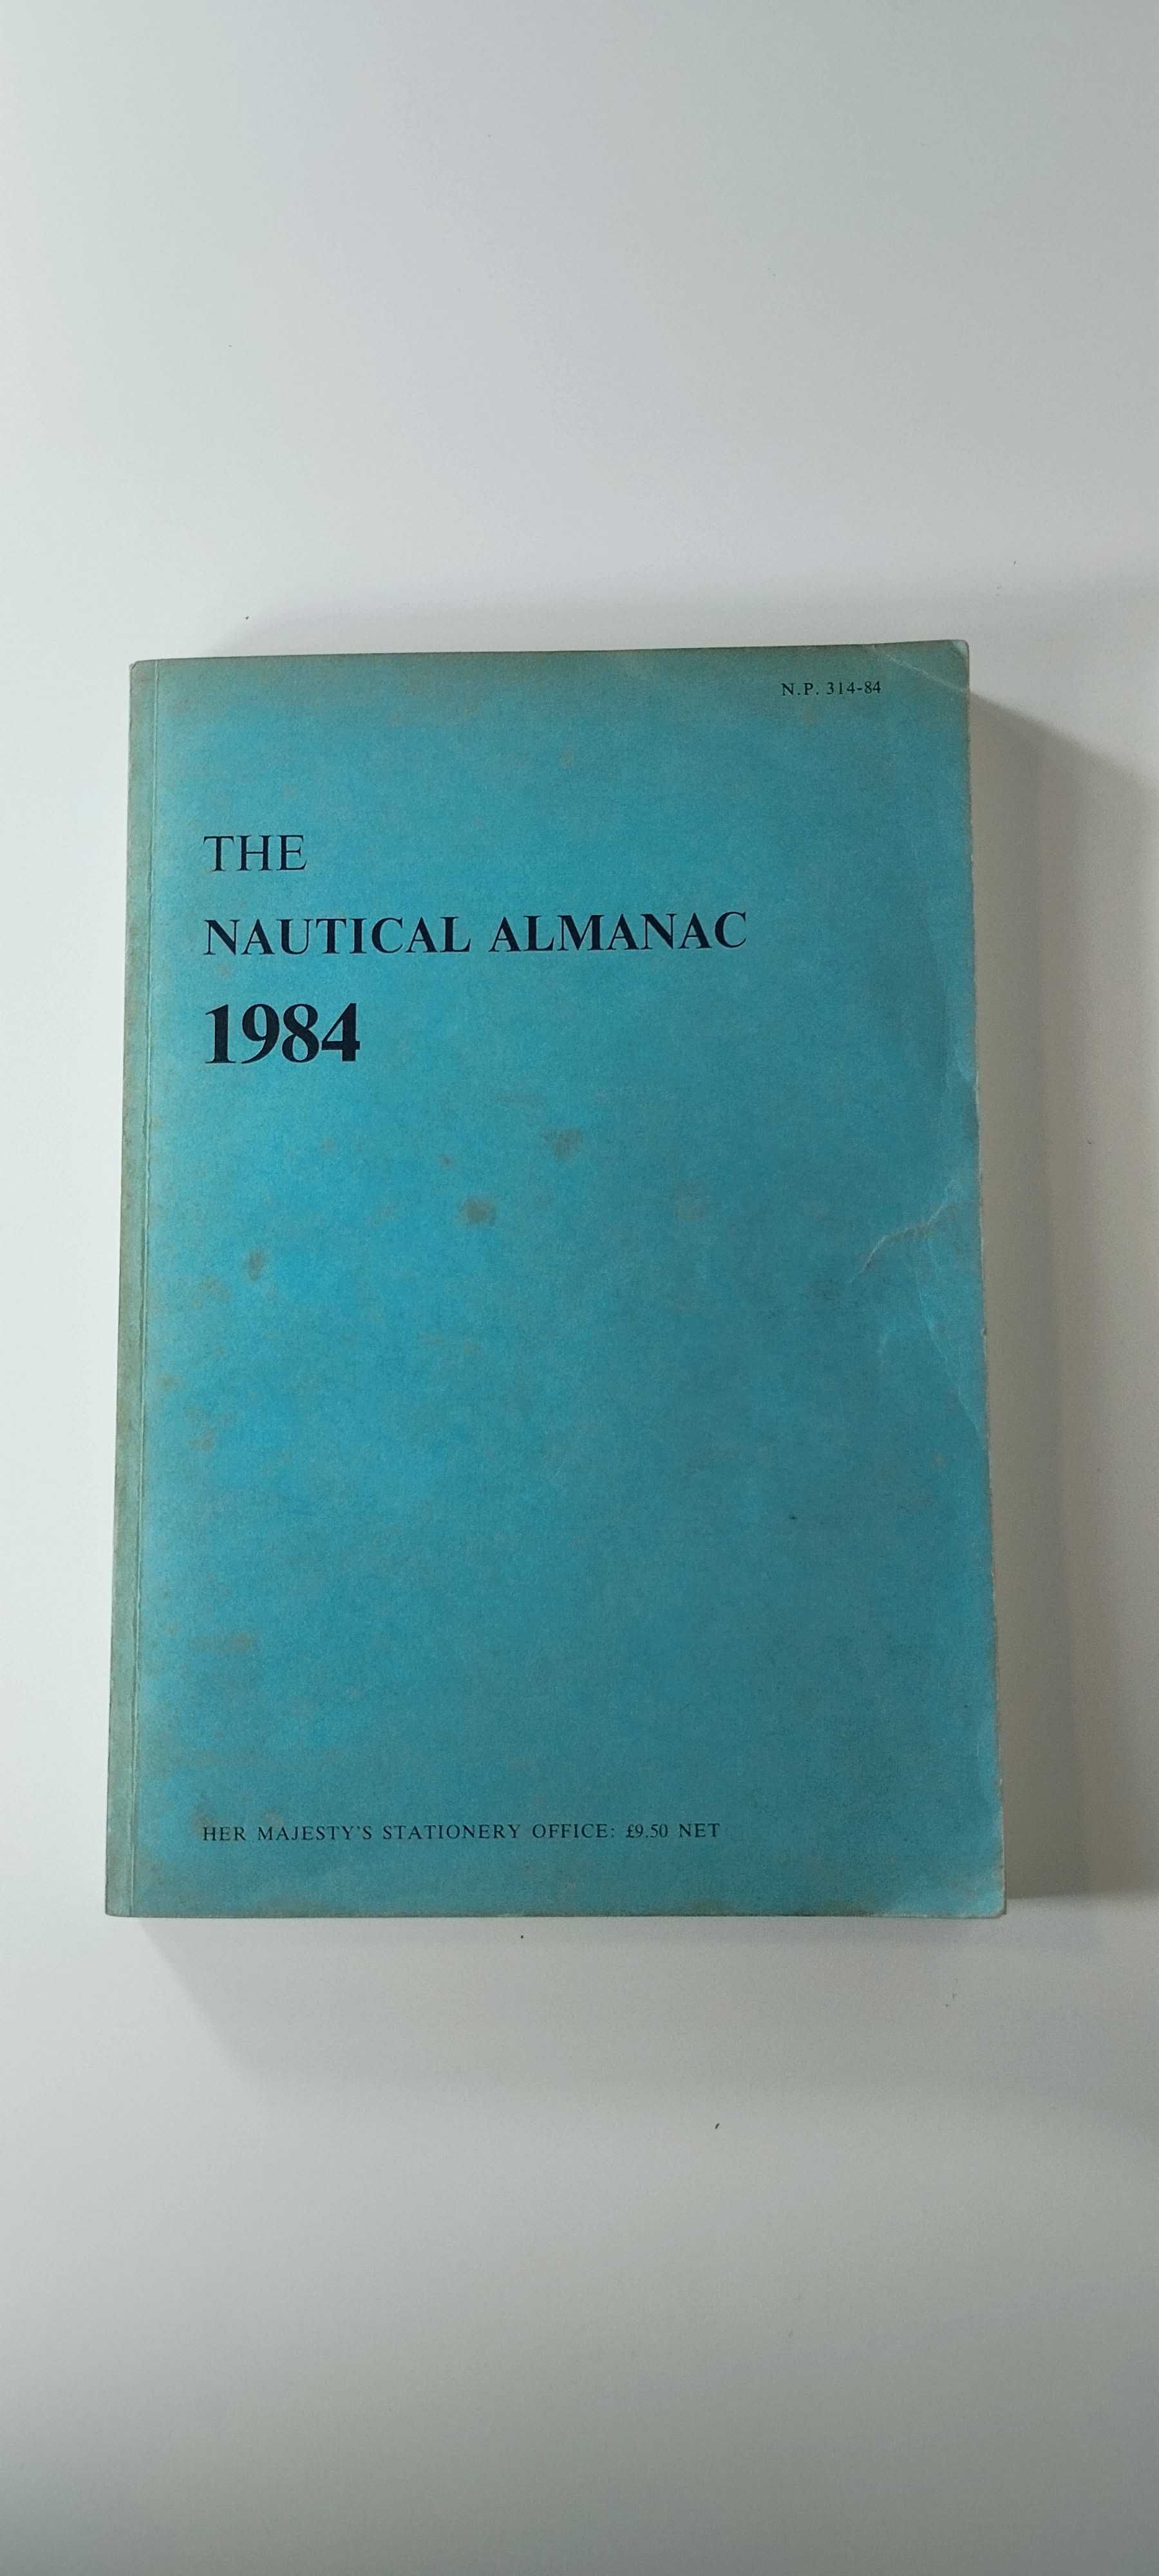 N.P. 314-84
THE
NAUTICAL ALMANAC
1984
HER MAJESTY'S STATIONERY OFFICE: £9.50 NET